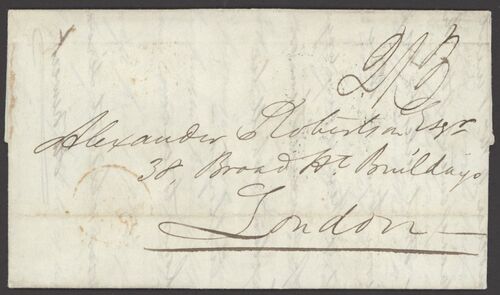 2/3
Alexander Robertson Esqr
38 Broad St. Buildings
London